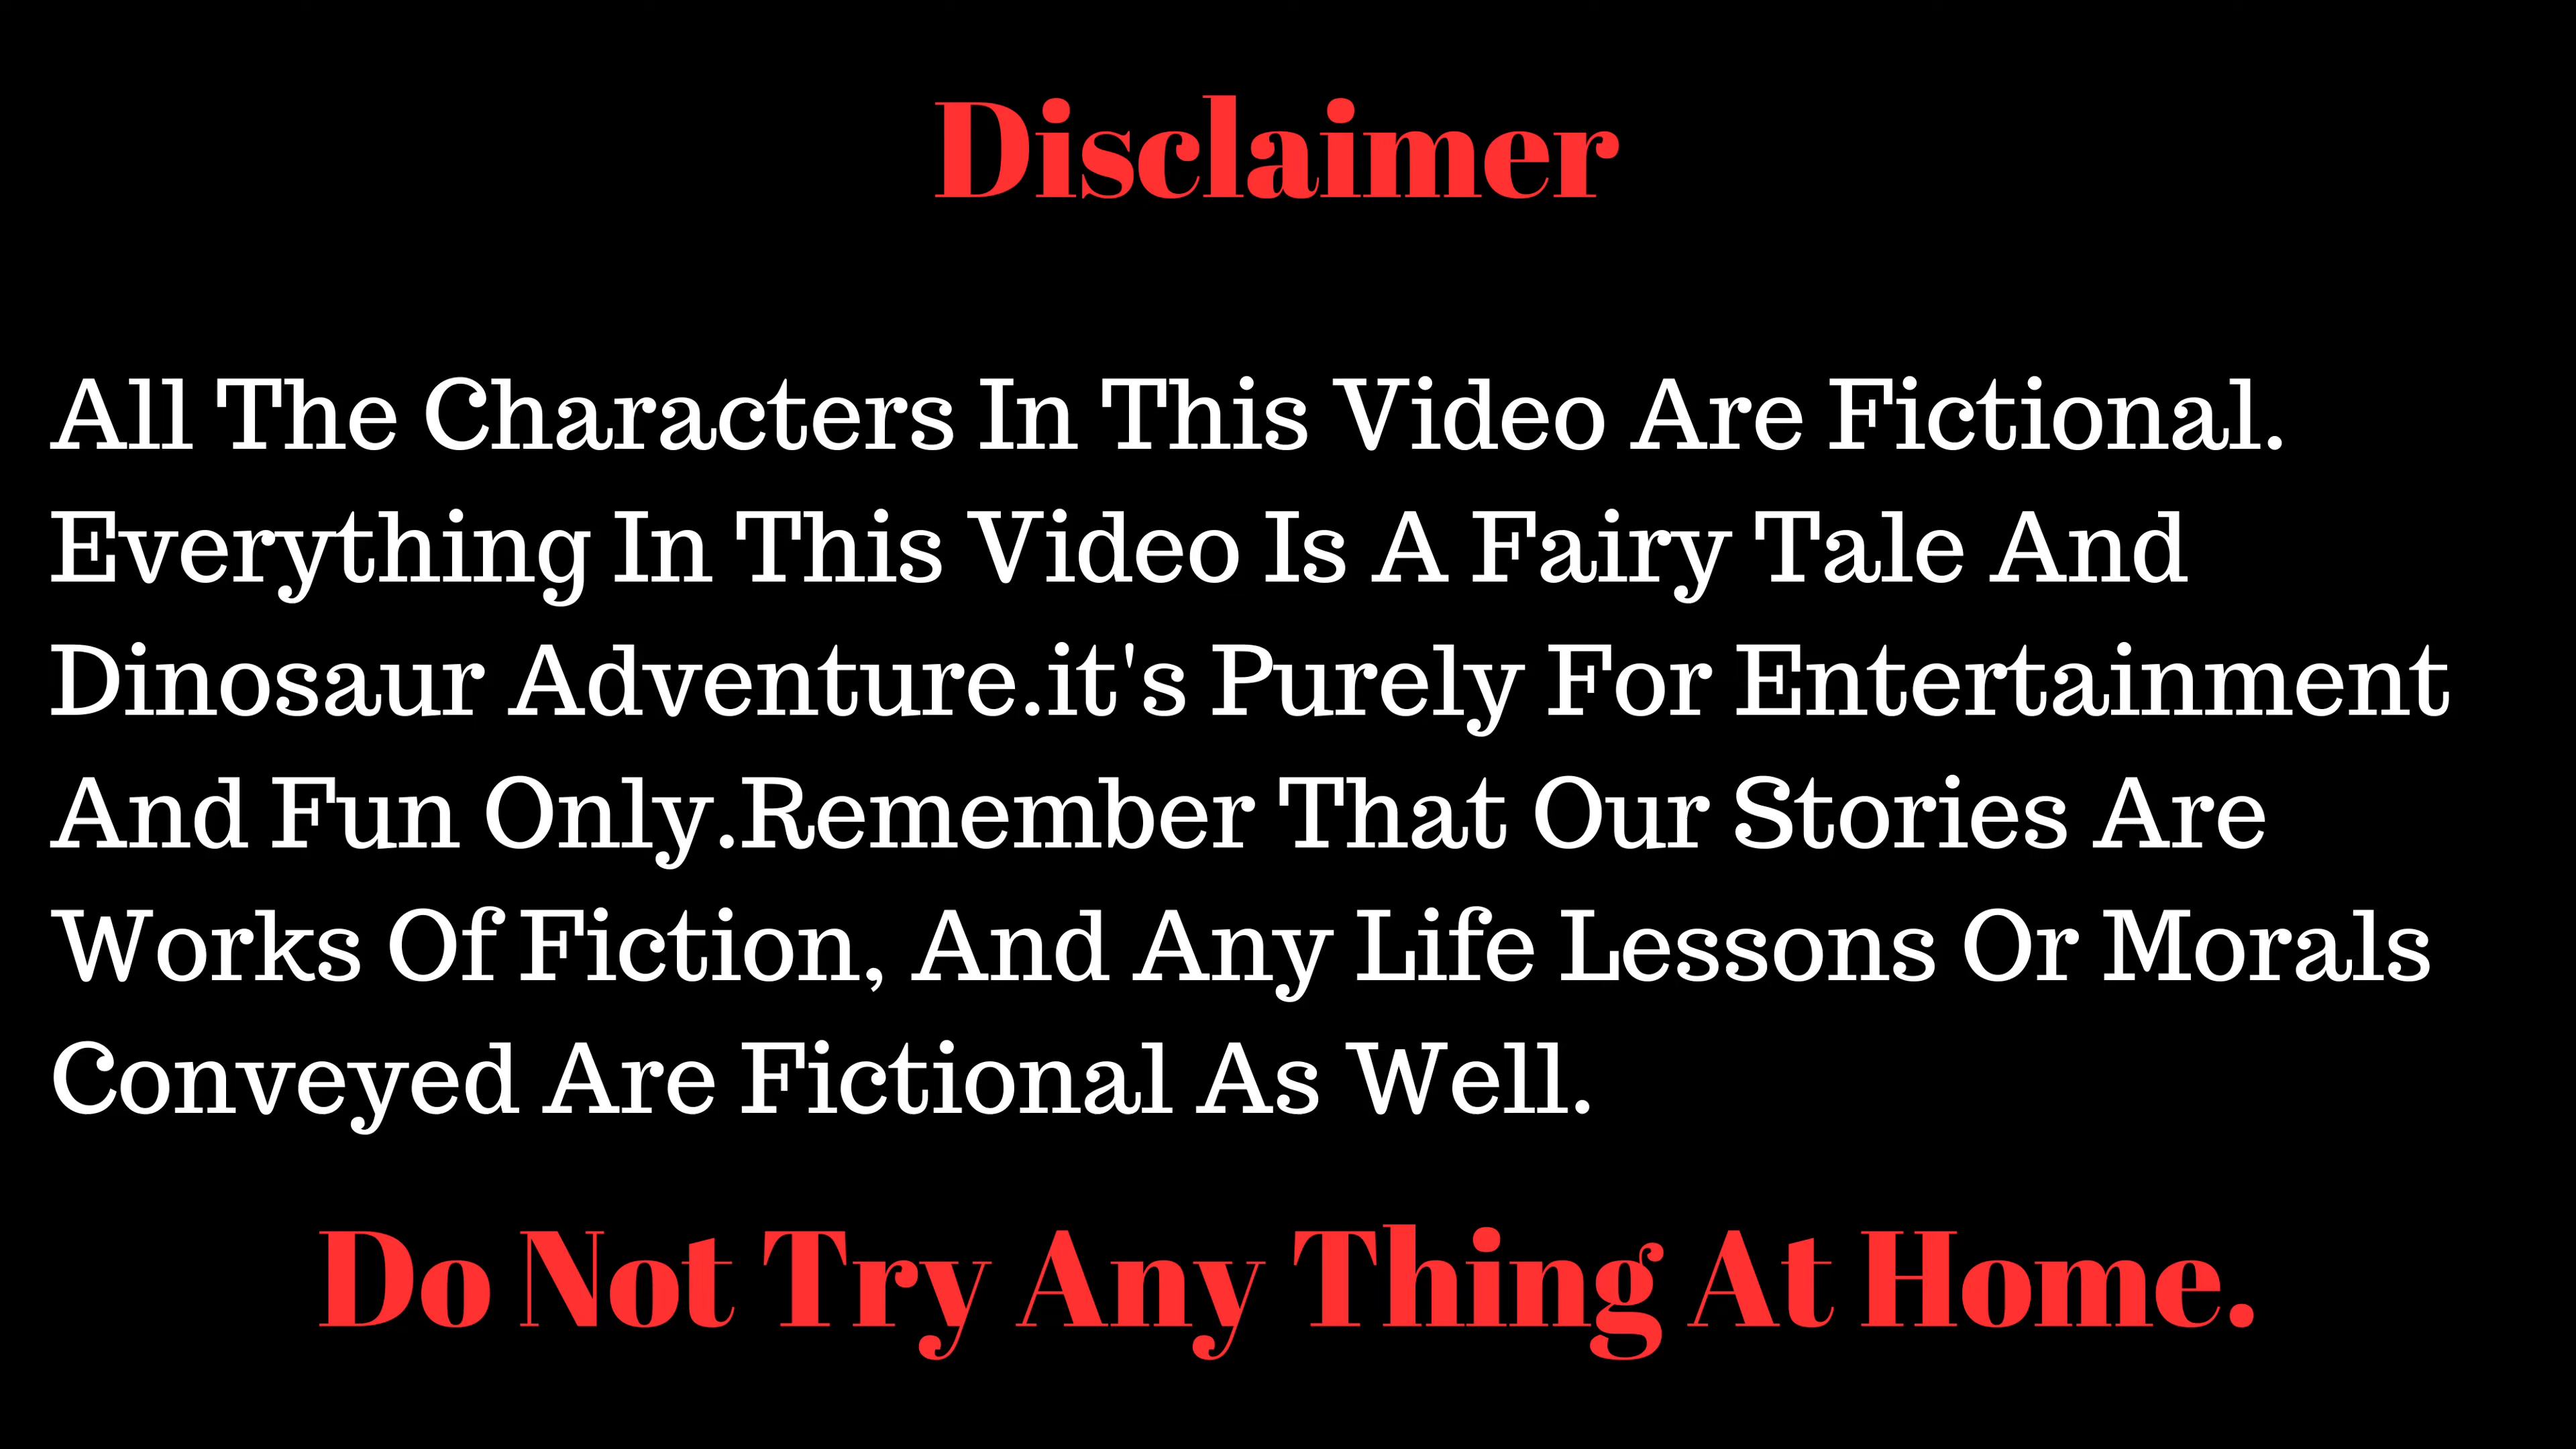 Disclaimer
All The Characters In This Video Are Fictional.
Everything In This Video Is A Fairy Tale And
Dinosaur Adventure.it's Purely For Entertainment
And Fun Only.Remember That Our Stories Are
Works Of Fiction, And Any Life Lessons Or Morals
Conveyed Are Fictional As Well.
Do Not Try Any Thing At Home.